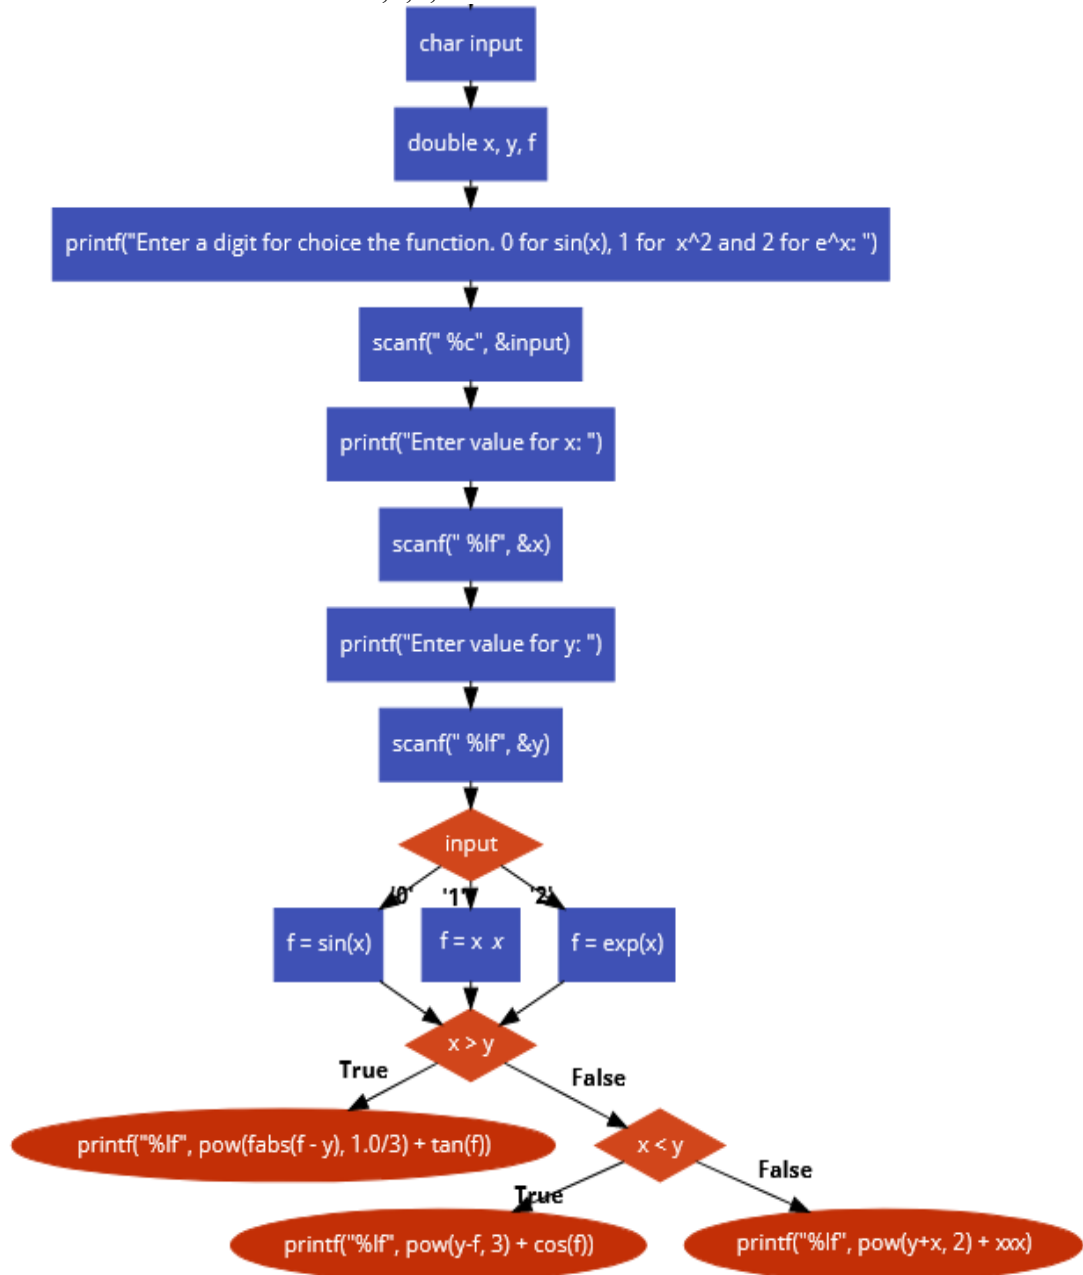 char input
double x, y, f
printf("Enter a digit for choice the function. 0 for sin(x), 1 for  x^2 and 2 for e^x: ")
scanf(" %c", &input)
printf("Enter value for x: ")
scanf(" %lf", &x)
printf("Enter value for y: ")
scanf(" %lf", &y)
input
'0' '1' '2'
f = sin(x) f = x x f = exp(x)
x > y
True False
printf("%lf", pow(fabs(f - y), 1.0/3) + tan(f)) x < y
True False
printf("%lf", pow(y-f, 3) + cos(f)) printf("%lf", pow(y+x, 2) + xxx)